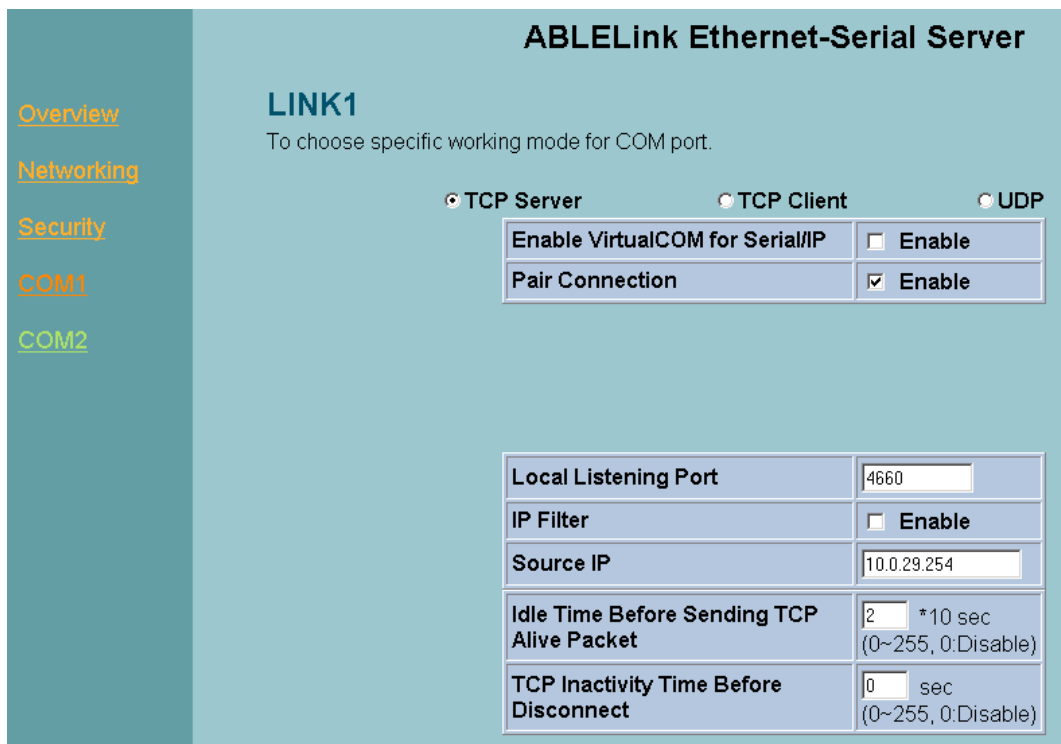 ABLELink Ethernet-Serial Server
Overview
Networking
Security
COM1
COM2
LINK1
To choose specific working mode for COM port.
TCP Server TCP Client UDP
Enable VirtualCOM for Serial/IP Enable
Pair Connection Enable
Local Listening Port 4660
IP Filter Enable
Source IP 10.0.29.254
Idle Time Before Sending TCP
Alive Packet
2 *10 sec
(0~255, 0:Disable)
TCP Inactivity Time Before
Disconnect
0 sec
(0~255, 0:Disable)